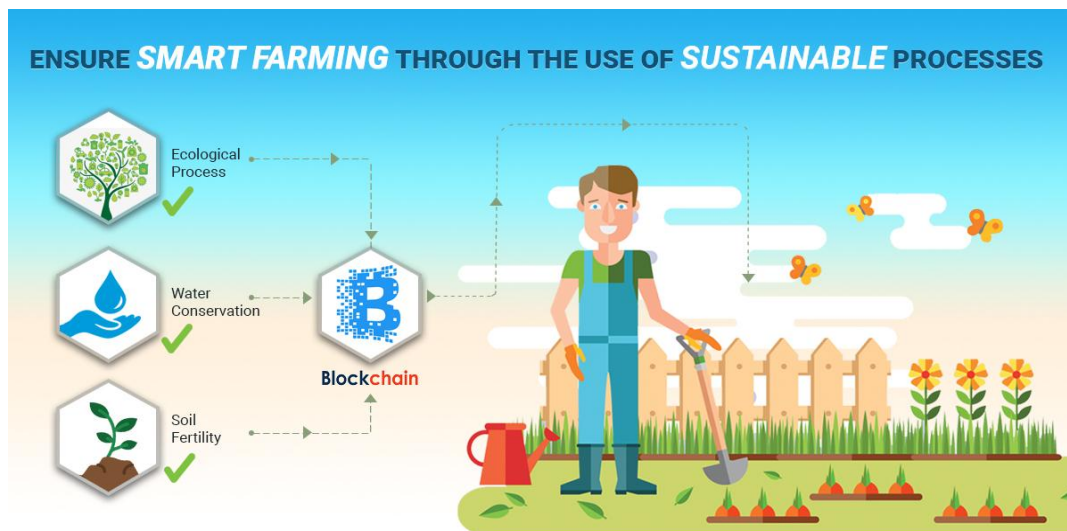 ENSURE SMART FARMING THROUGH THE USE OF SUSTAINABLE PROCESSES
Ecological
Process
Water
Conservation
Blockchain
Soil
Fertility